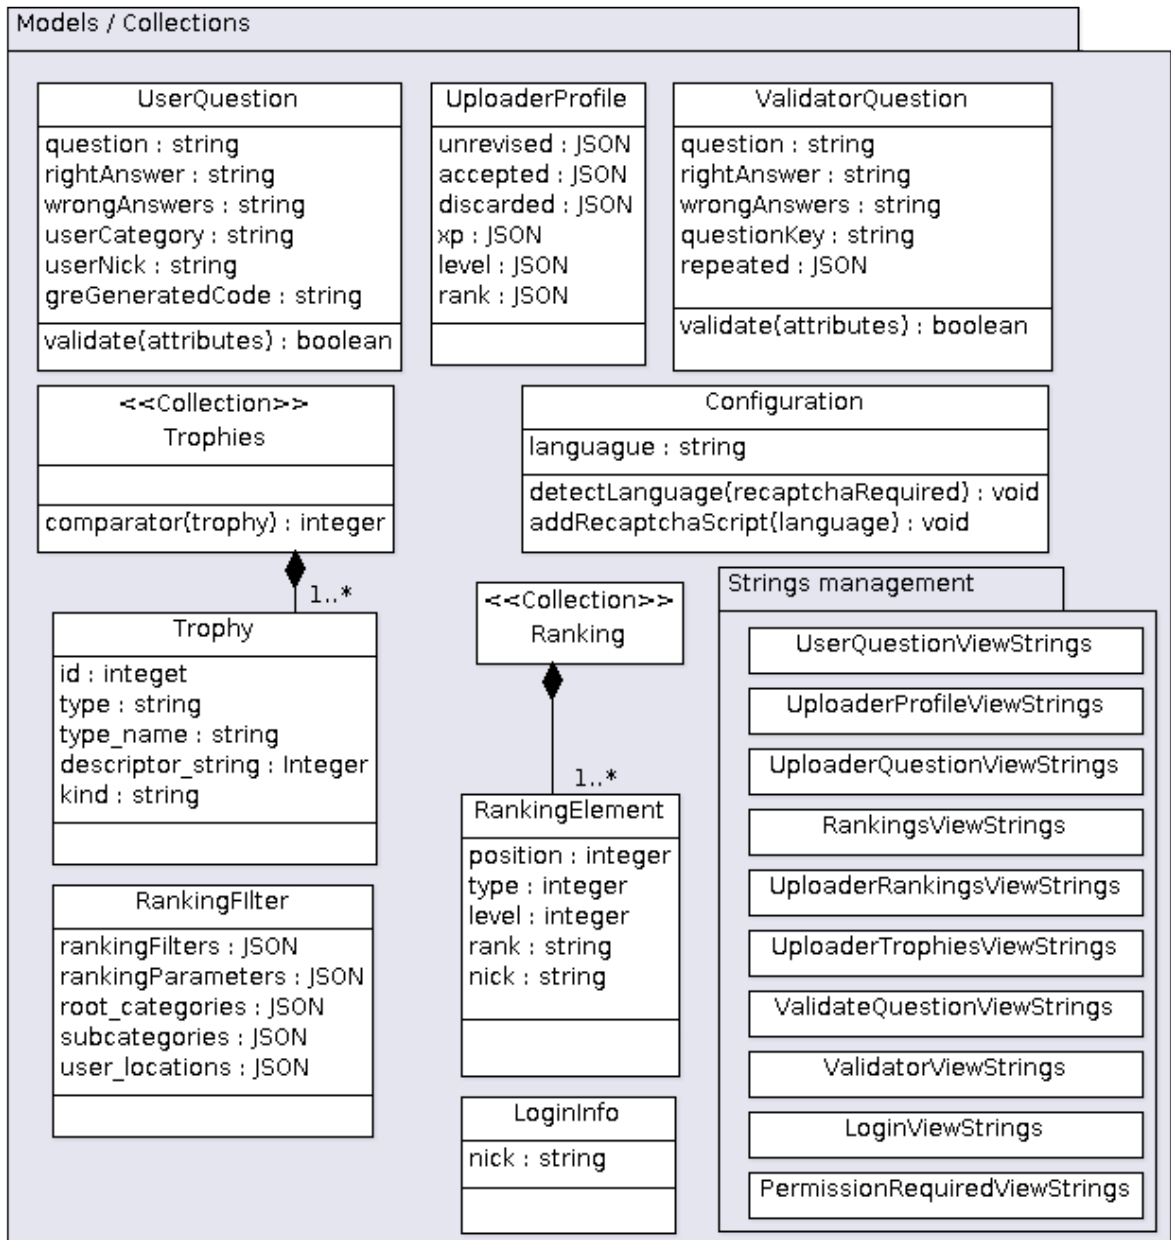 Models / Collections
UserQuestion
question : string
rightAnswer : string
wrongAnswers : string
userCategory : string
userNick : string
greGeneratedCode : string
validate(attributes) : boolean
UploaderProfile
unrevised : JSON
accepted : JSON
discarded : JSON
xp : JSON
level : JSON
rank : JSON
ValidatorQuestion
question : string
rightAnswer : string
wrongAnswers : string
questionKey : string
repeated : JSON
validate(attributes) : boolean
<<Collection>>
Trophies
comparator(trophy) : integer
1..*
Configuration
languague : string
detectLanguage(recaptchaRequired) : void
addRecaptchaScript(language) : void
Trophy
id : integet
type : string
type_name : string
descriptor_string : Integer
kind : string
<<Collection>>
Ranking
1..*
RankingElement
position : integer
type : integer
level : integer
rank : string
nick : string
RankingFIlter
rankingFilters : JSON
rankingParameters : JSON
root_categories : JSON
subcategories : JSON
user_locations : JSON
LoginInfo
nick : string
Strings management
UserQuestionViewStrings
UploaderProfileViewStrings
UploaderQuestionViewStrings
RankingsViewStrings
UploaderRankingsViewStrings
UploaderTrophiesViewStrings
ValidateQuestionViewStrings
ValidatorViewStrings
LoginViewStrings
PermissionRequiredViewStrings